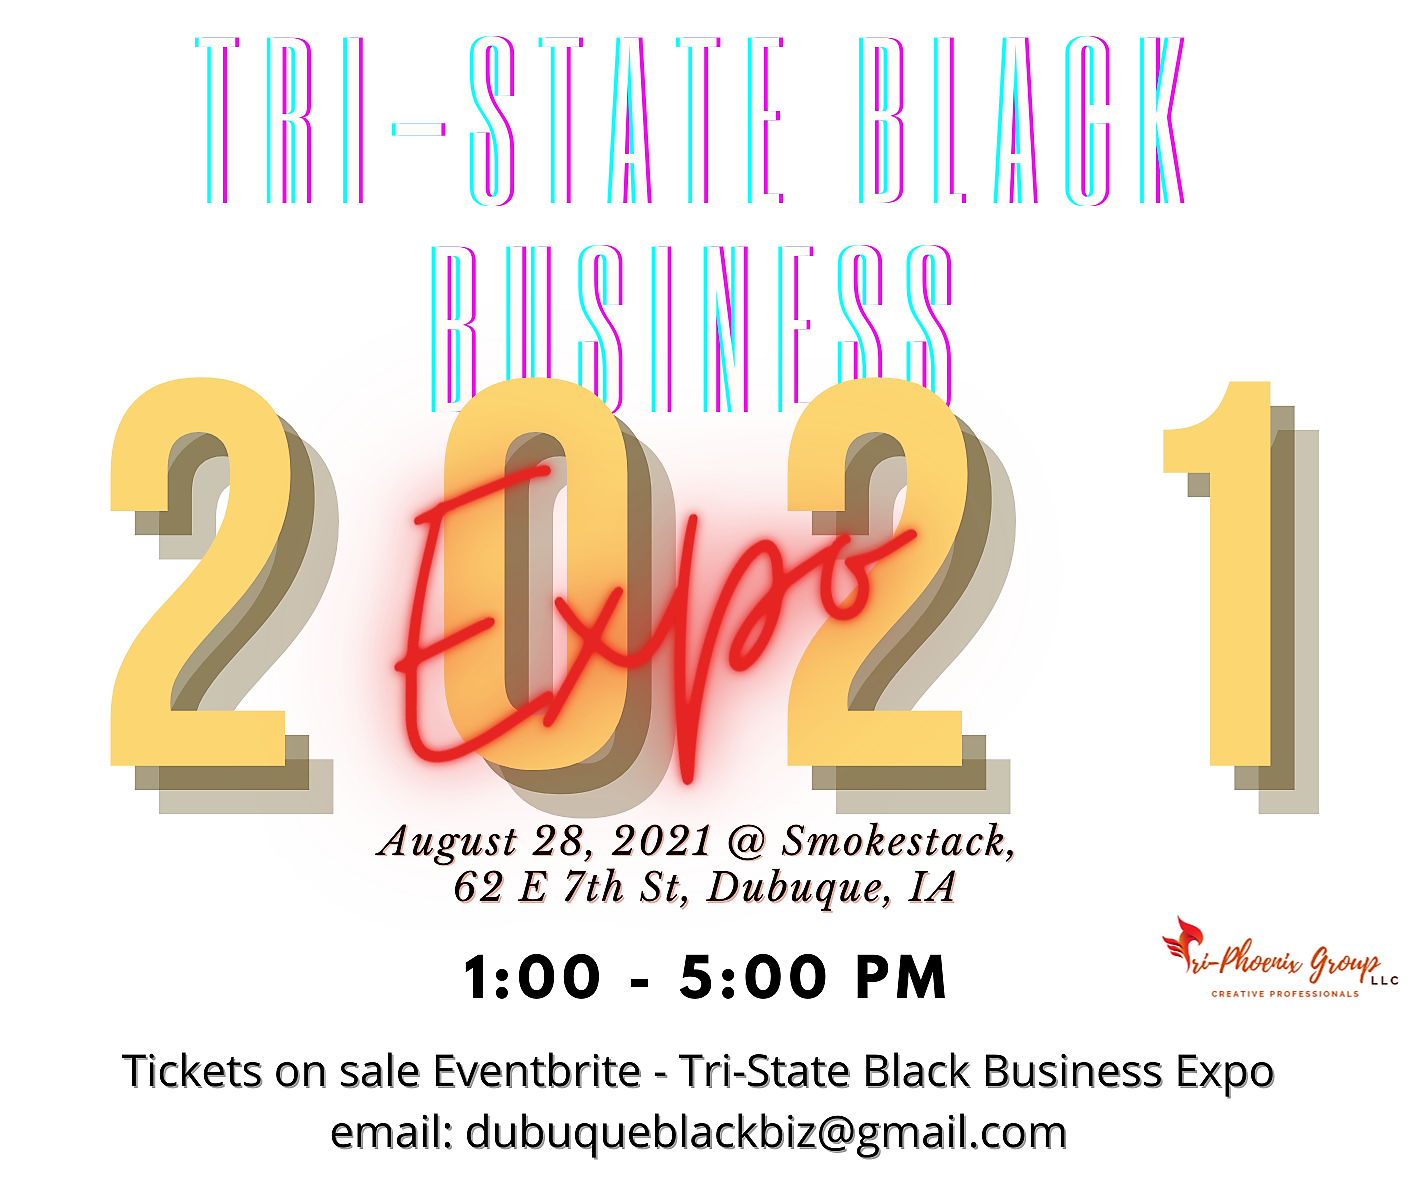 TRI-STATE BLACK
BUSINESS
2021
Expo
August 28, 2021 @ Smokestack,
62 E 7th St, Dubuque, IA
1:00 - 5:00 PM
Tri-Phoenix Group LLC
CREATIVE PROFESSIONALS
Tickets on sale Eventbrite - Tri-State Black Business Expo
email: dubuqueblackbiz@gmail.com